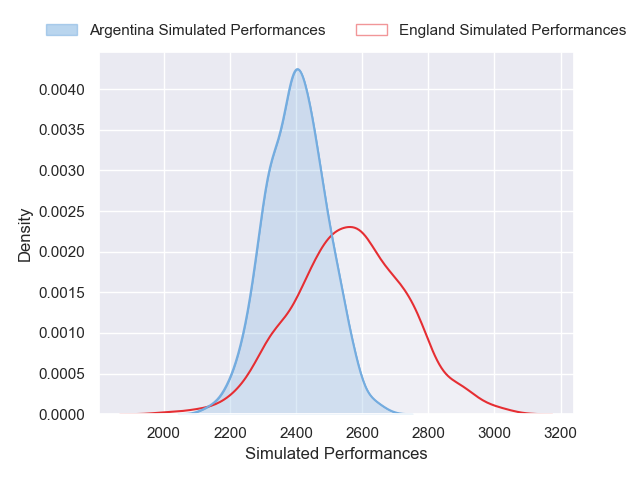 Argentina Simulated Performances England Simulated Performances
0.0040
0.0035
0.0030
0.0025
0.0020
0.0015
0.0010
0.0005
0.0000
Density
2000 2200 2400 2600 2800 3000 3200
Simulated Performances